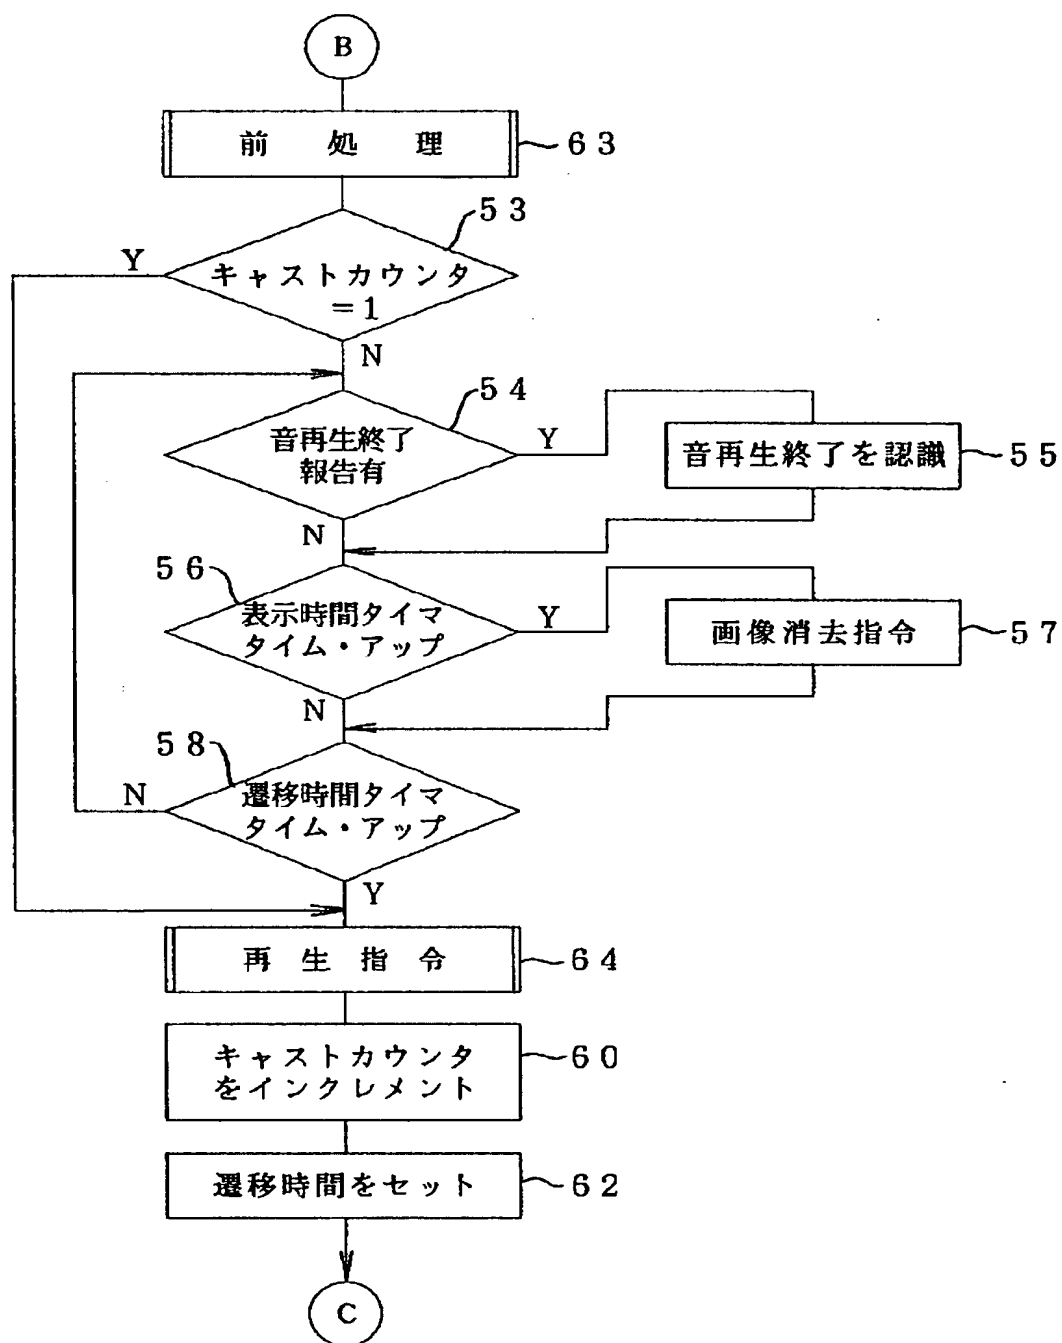 B
前処理
63
53
Y
キャストカウンタ
=1
N
54
音再生終了
報告有
Y
音再生終了を認識
55
N
56
表示時間タイマ
タイム・アップ
Y
画像消去指令
57
N
58
N
遷移時間タイマ
タイム・アップ
Y
再生指令
64
キャストカウンタ
をインクレメント
60
遷移時間をセット
62
C